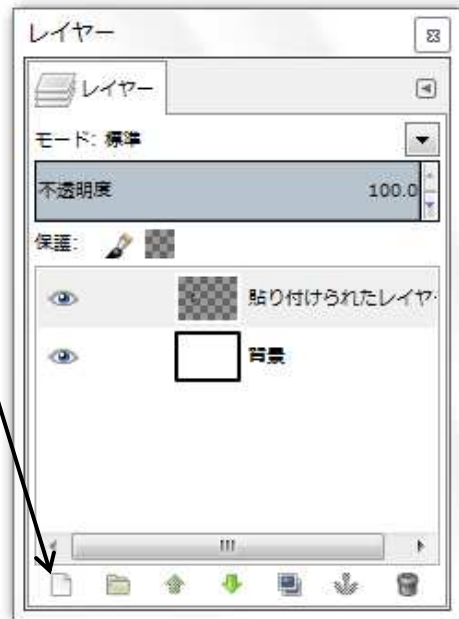 レイヤー
レイヤー
モード: 標準
不透明度 100.0
保護:
貼り付けられたレイヤ
背景